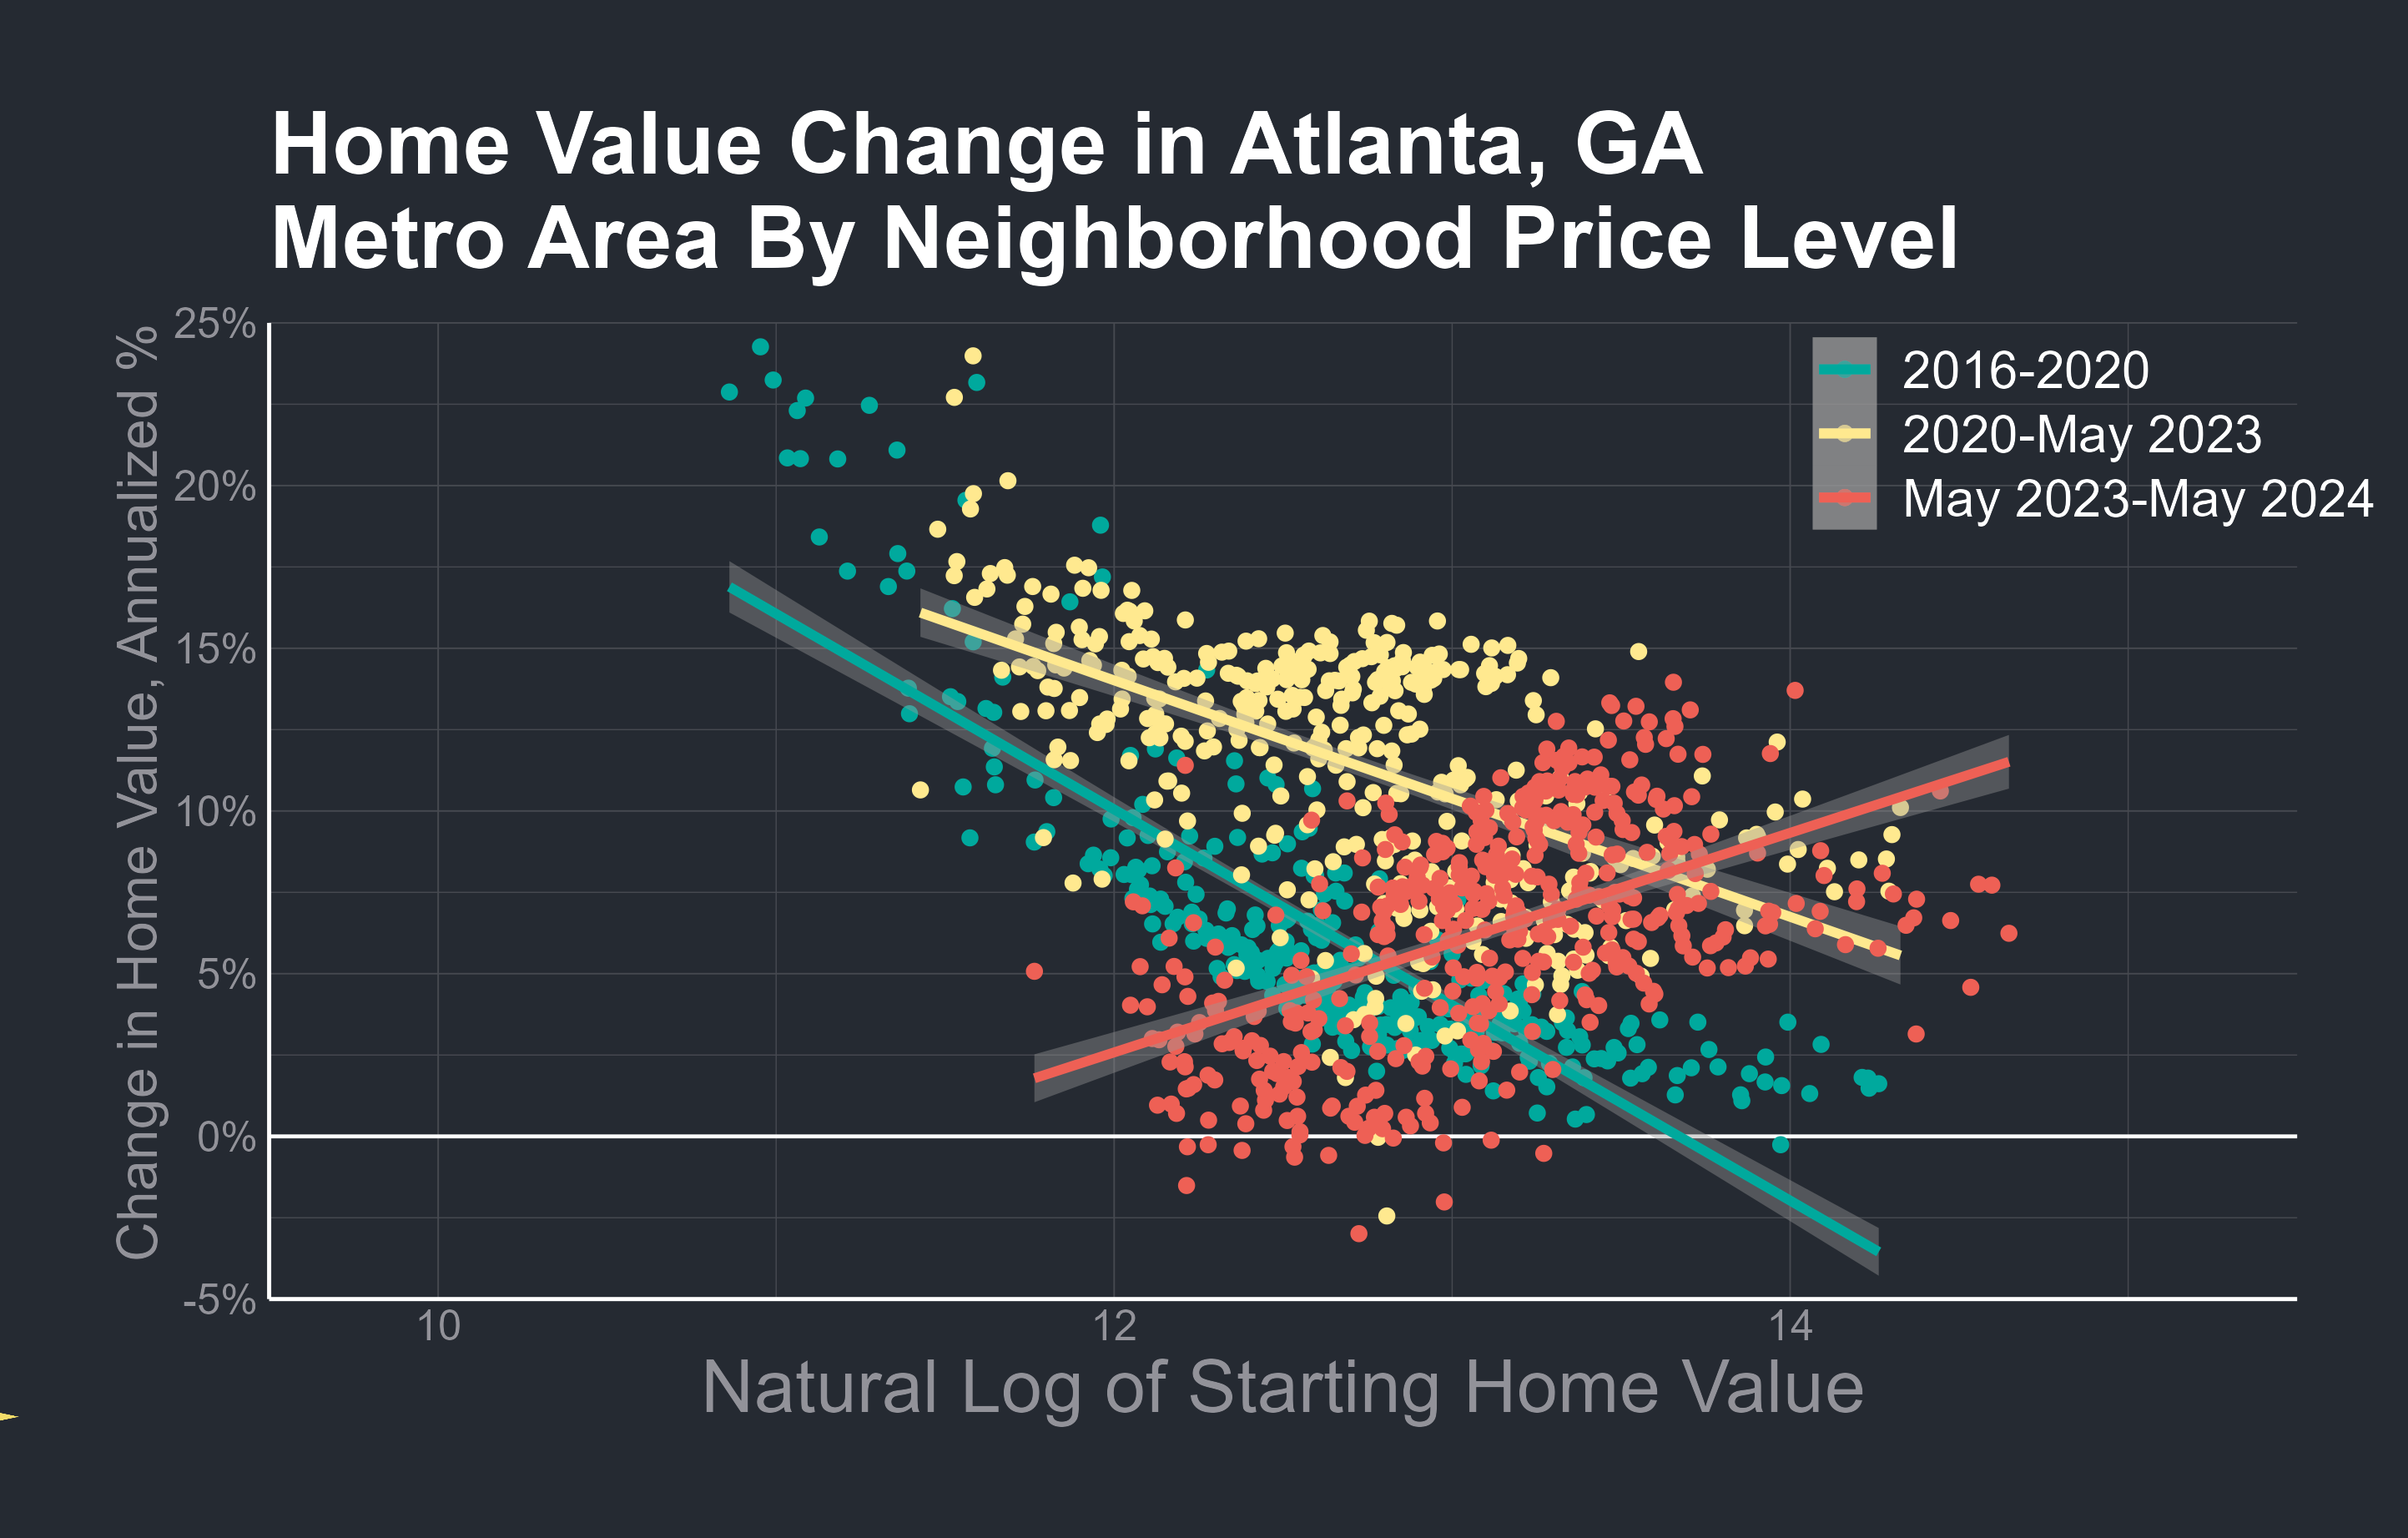 Home Value Change in Atlanta, GA
Metro Area By Neighborhood Price Level
Change in Home Value, Annualized %
25%
20%
15%
10%
5%
0%
-5%
2016-2020
2020-May 2023
May 2023-May 2024
10
12
14
Natural Log of Starting Home Value